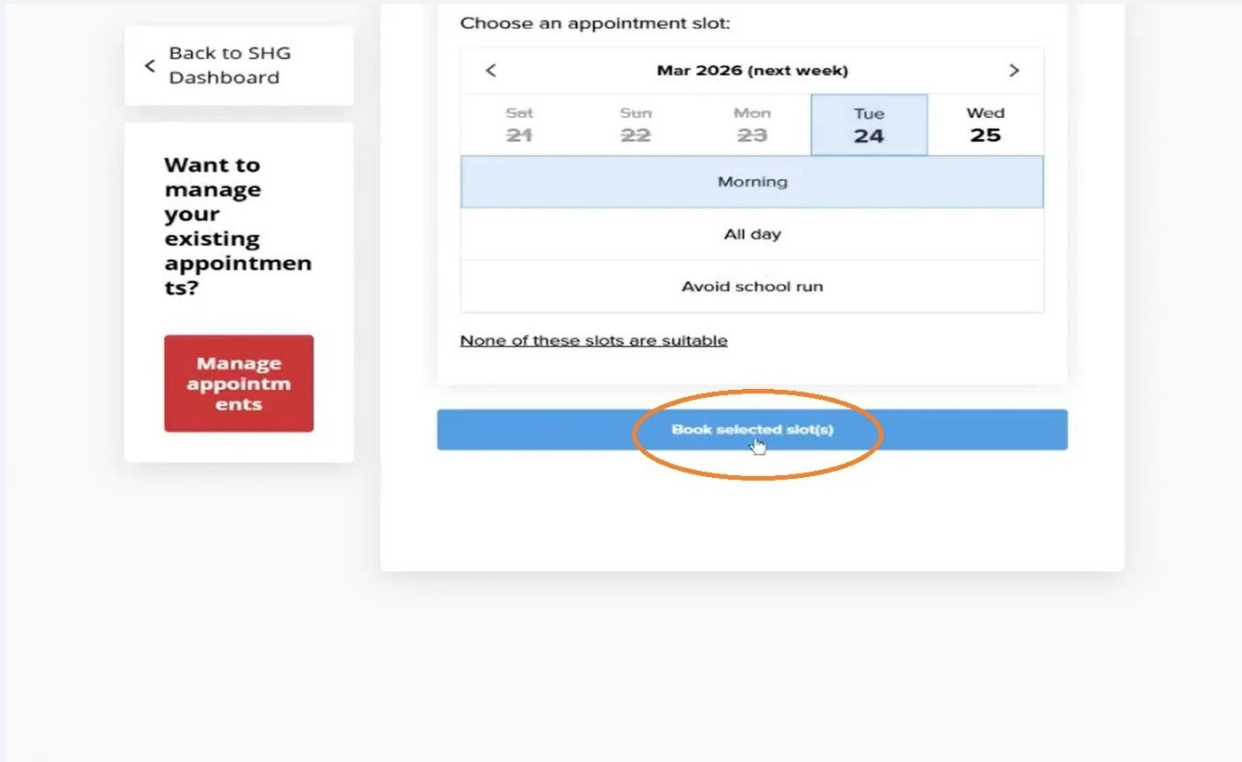 Back to SHG
Dashboard
Want to
manage
your
existing
appointmen
ts?
Manage
appointm
ents
Choose an appointment slot:
Mar 2026 (next week)
Sat Sun Mon Tue Wed
21 22 23 24 25
Morning
All day
Avoid school run
None of these slots are suitable
Book selected slot(s)